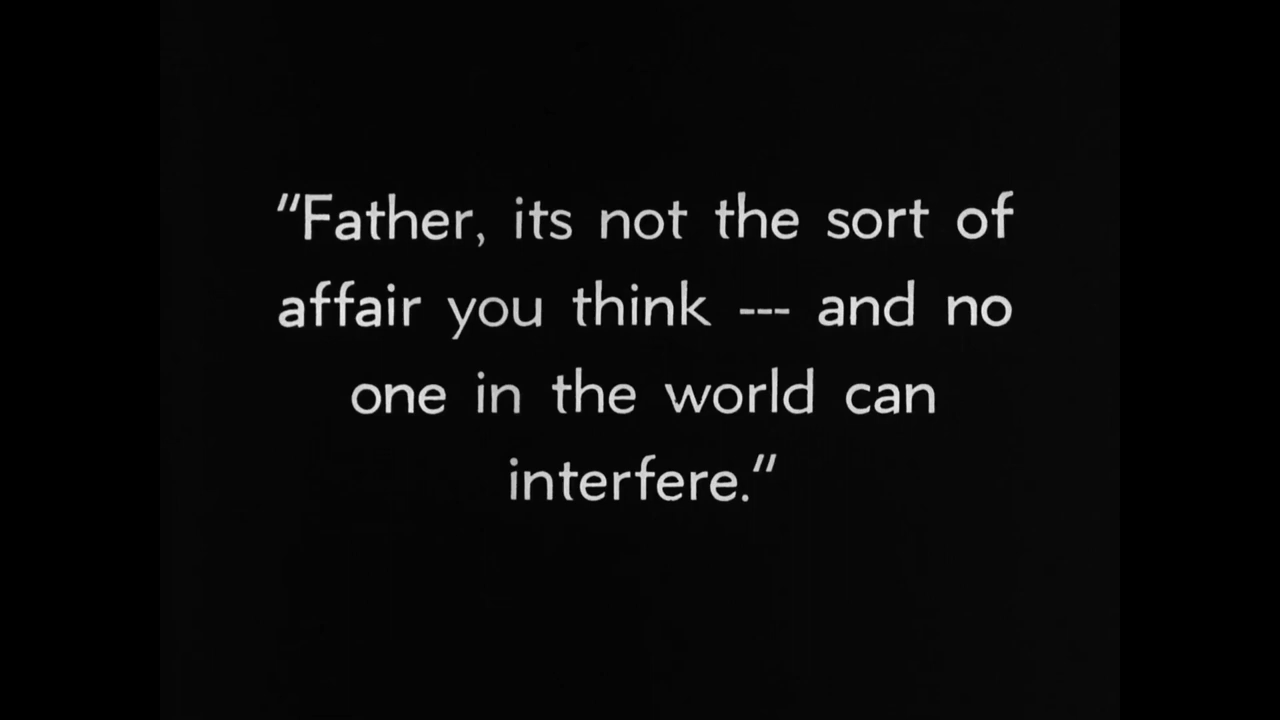 "Father, its not the sort of
affair you think --- and no
one in the world can
interfere."